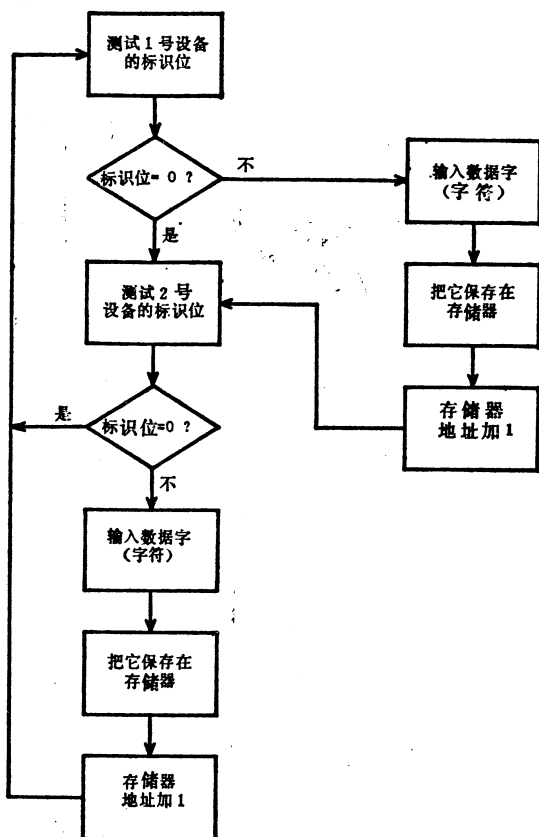 测试1号设备
的标识位
标识位= 0 ?
不
是
输入数据字
(字符)
把它保存在
存储器
存储器
地址加1
测试2号
设备的标识位
标识位=0 ?
是
不
输入数据字
(字符)
把它保存在
存储器
存储器
地址加1